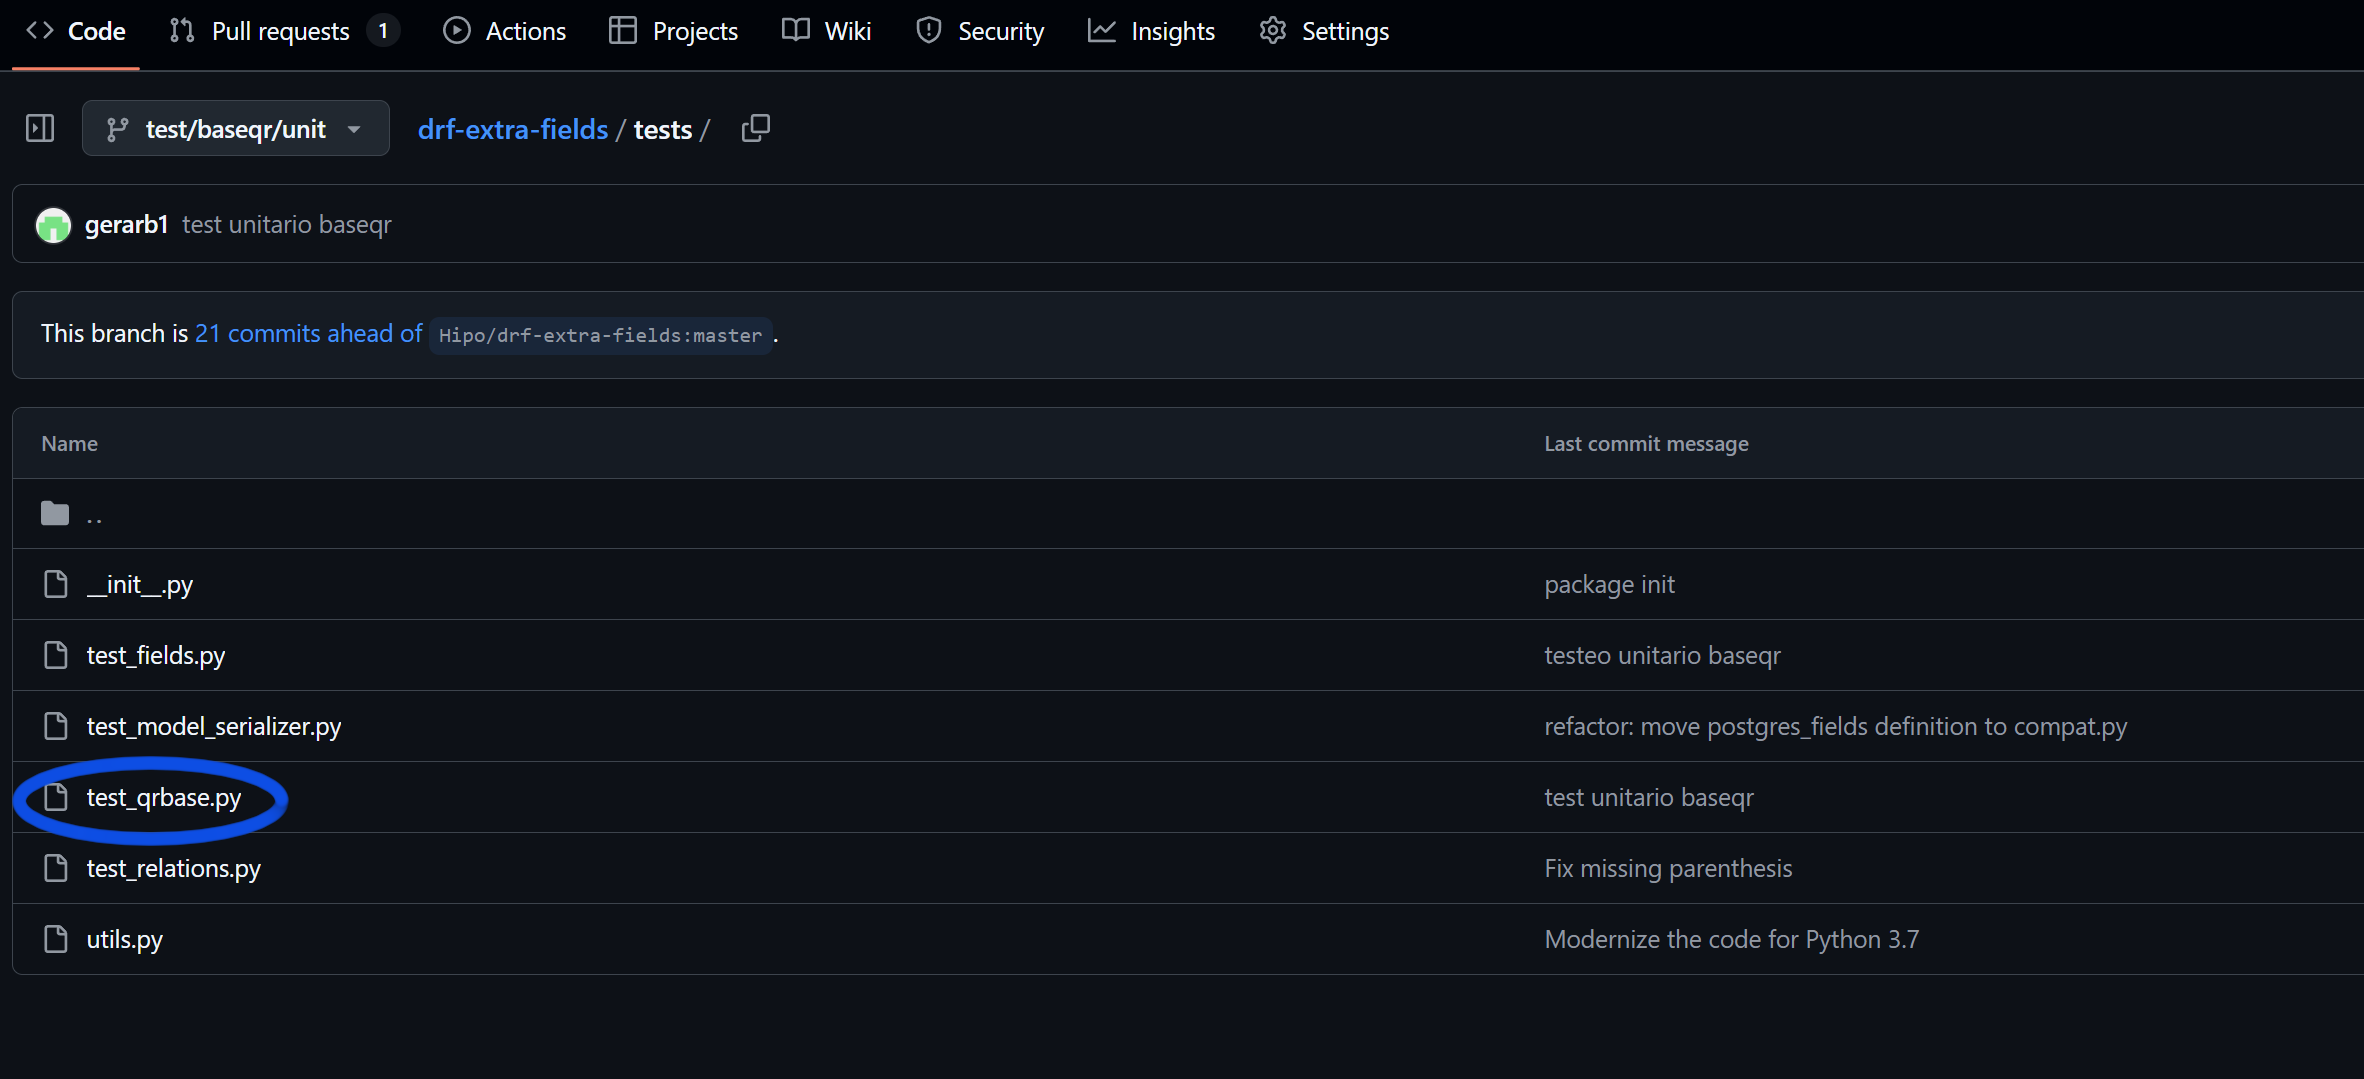 Code Pull requests 1 Actions Projects Wiki Security Insights Settings
test/baseqr/unit drf-extra-fields / tests /
gerarb1 test unitario baseqr
This branch is 21 commits ahead of Hipo/drf-extra-fields:master .
Name Last commit message
..
__init__.py package init
test_fields.py testeo unitario baseqr
test_model_serializer.py refactor: move postgres_fields definition to compat.py
test_qrbase.py test unitario baseqr
test_relations.py Fix missing parenthesis
utils.py Modernize the code for Python 3.7